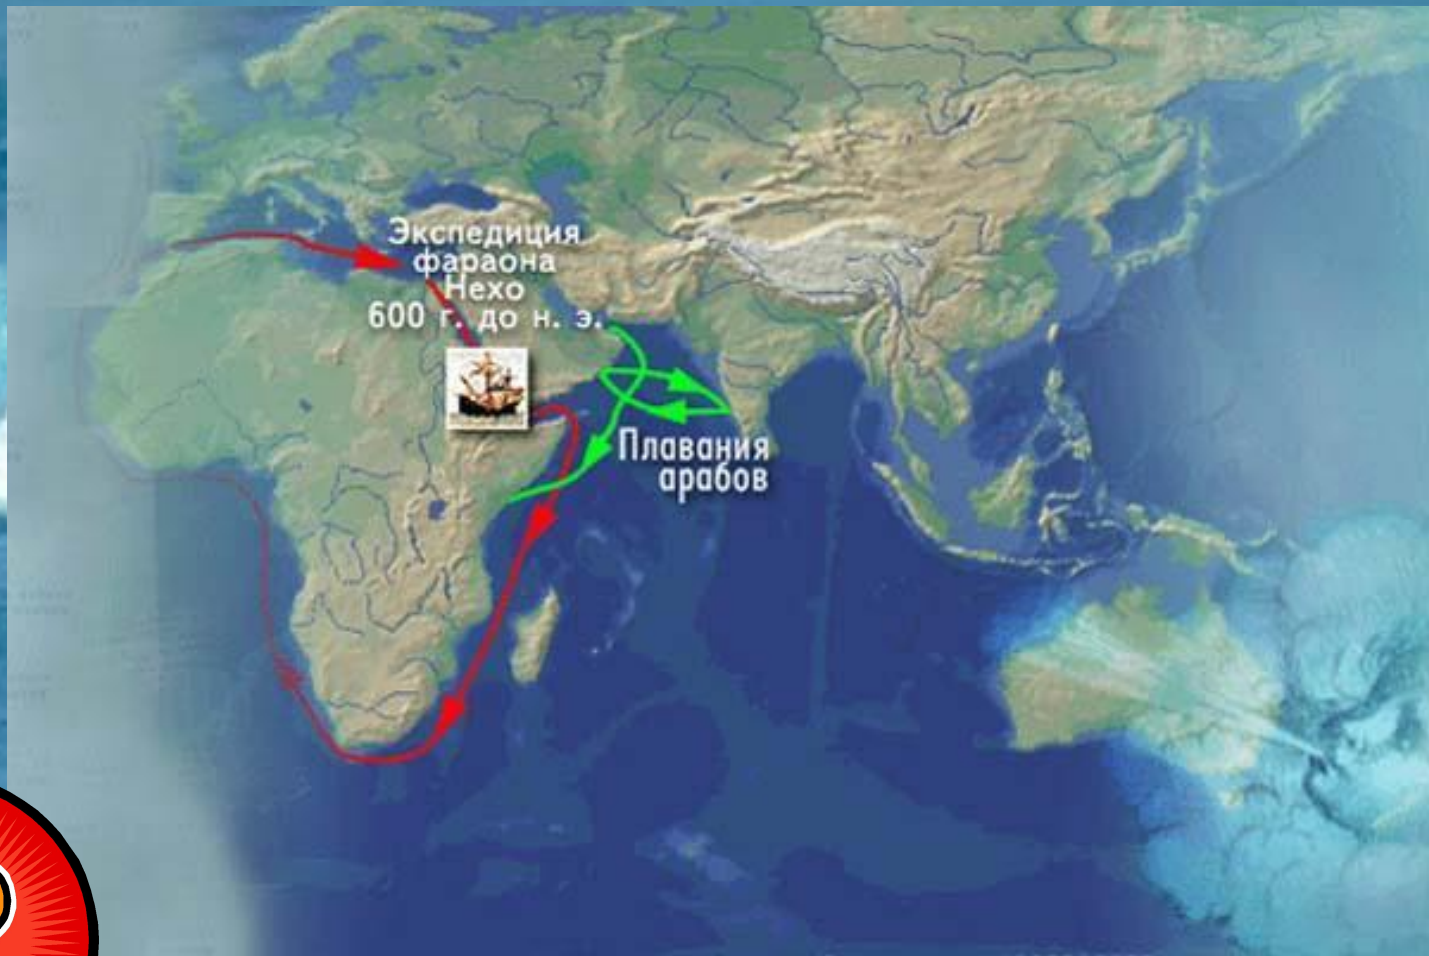 Экспедиция
фараона
Нехо
600 г. до н. э.
Плавания
арабов